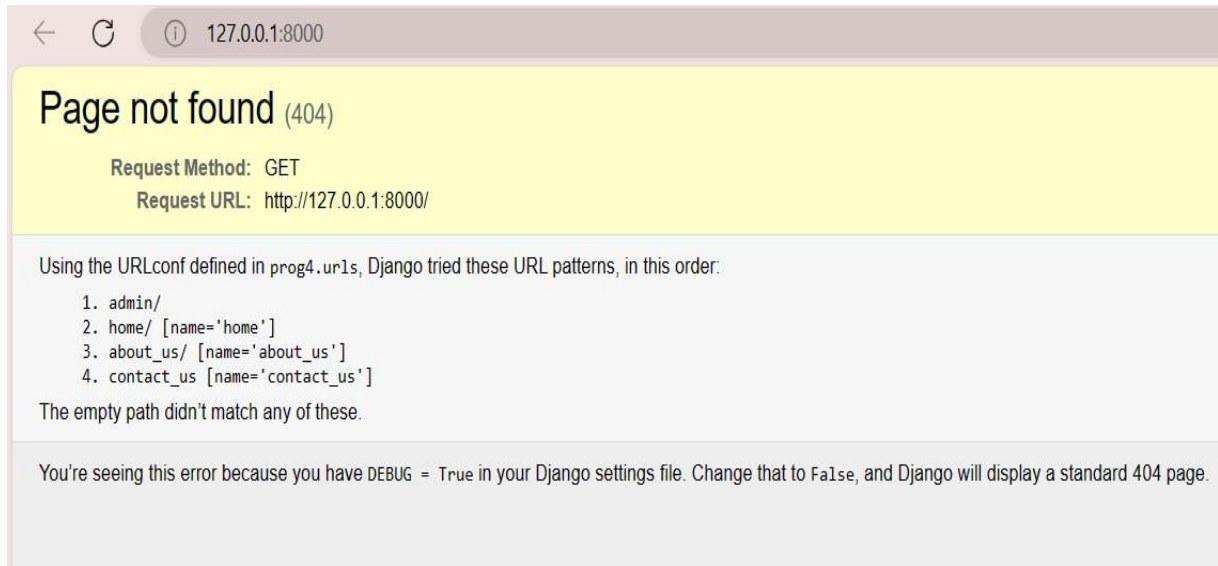 127.0.0.1:8000
Page not found (404)
Request Method: GET
Request URL: http://127.0.0.1:8000/
Using the URLconf defined in prog4.urls, Django tried these URL patterns, in this order:
1. admin/
2. home/ [name='home']
3. about_us/ [name='about_us']
4. contact_us [name='contact_us']
The empty path didn’t match any of these.
You’re seeing this error because you have DEBUG = True in your Django settings file. Change that to False, and Django will display a standard 404 page.